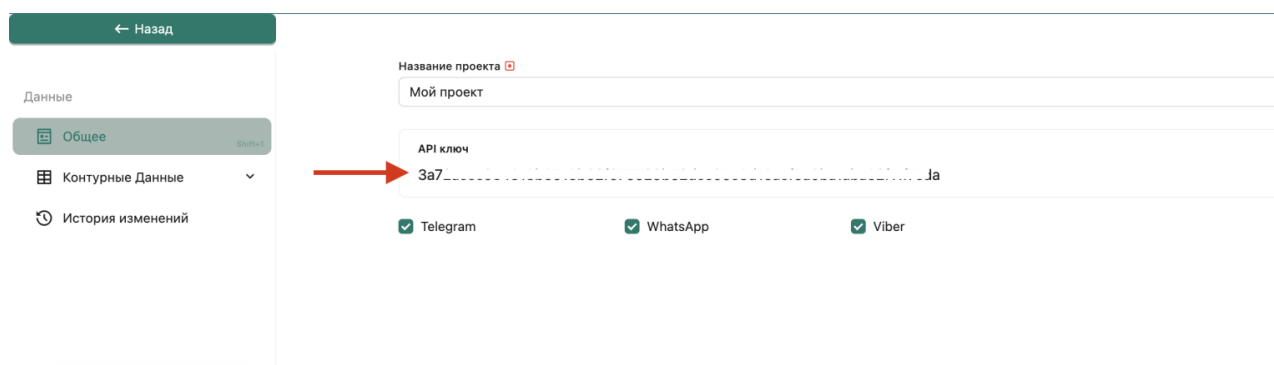 ← Назад
Данные
Общее
Shift+1
Контурные Данные
История изменений
Название проекта
Мой проект
API ключ
Telegram
WhatsApp
Viber